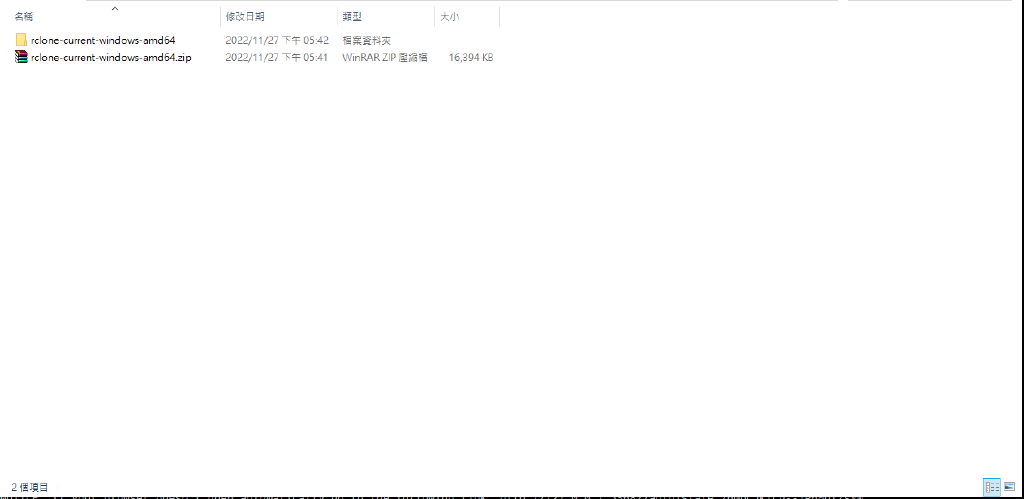 名稱 修改日期 類型 大小
rclone-current-windows-amd64 2022/11/27 下午 05:42 檔案資料夾
rclone-current-windows-amd64.zip 2022/11/27 下午 05:41 WinRAR ZIP 壓縮檔 16,394 KB
2 個項目